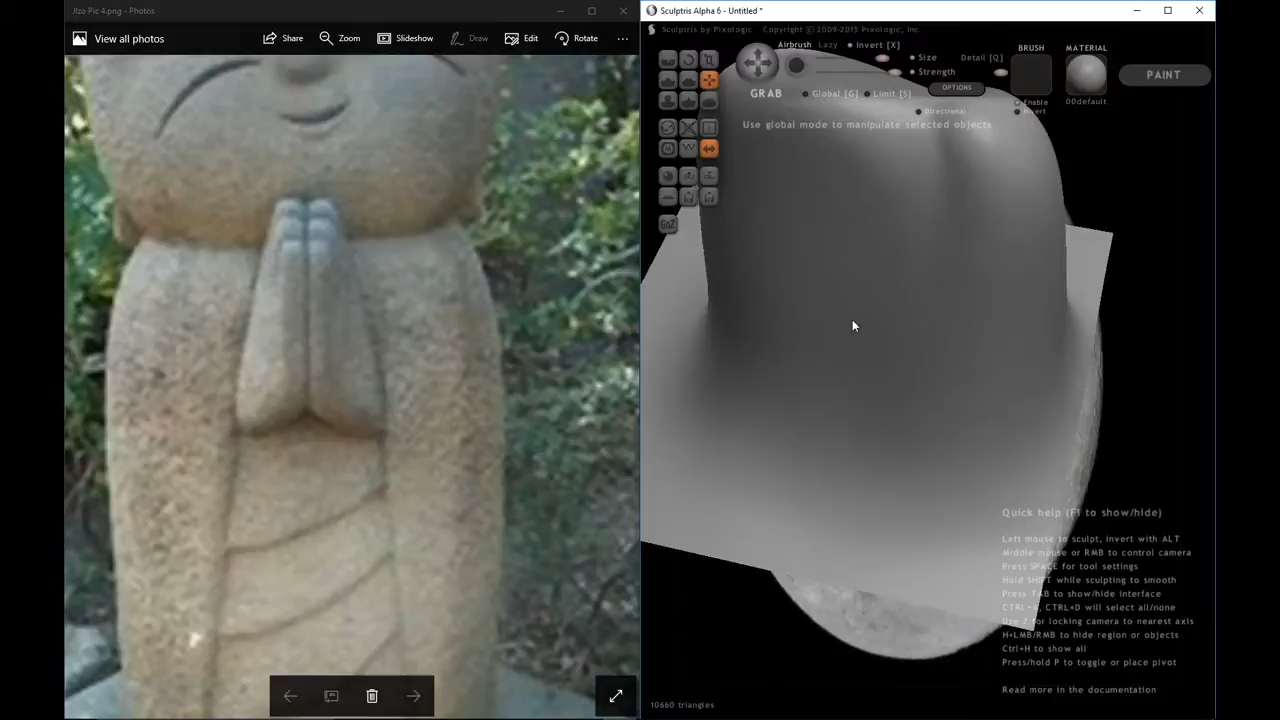 JIzo Pic 4.png - Photos
View all photos
Share
Zoom
Slideshow
Draw
Edit
Rotate
Sculptris Alpha 6 - Untitled *
Sculptris by Pixologic, Copyright (c)2009-2015 Pixologic, Inc.
Airbrush Lazy Invert [X]
Size Detail [Q]
Strength
GRAB
Global [G] Limit [S]
OPTIONS
Directional
BRUSH
Enable
Invert
MATERIAL
00default
PAINT
Use global mode to manipulate selected objects
GoZ
Quick help (F1 to show/hide)
Left mouse to sculpt, invert with ALT
Middle mouse or RMB to control camera
Press SPACE for tool settings
Hold SHIFT while sculpting to smooth
Press TAB to show/hide interface
CTRL-A, CTRL+D will select all/none
Use Z for locking camera to nearest axis
H+LMB/RMB to hide region or objects
Ctrl+H to show all
Press/hold P to toggle or place pivot
Read more in the documentation
10660 triangles